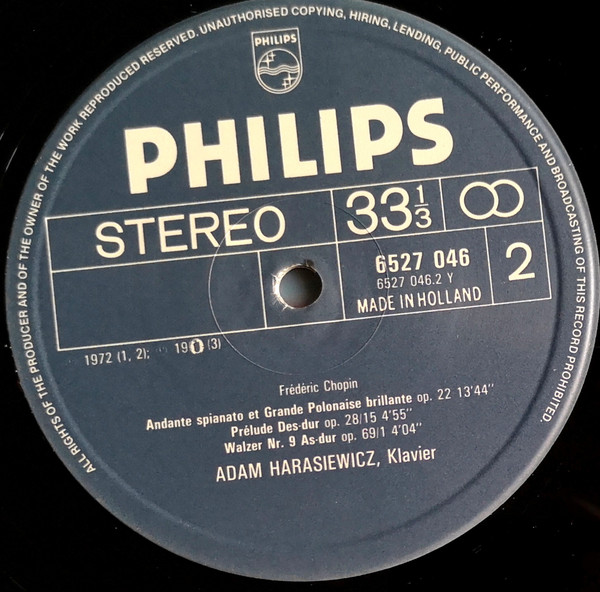 ALL RIGHTS OF THE PRODUCER AND OF THE OWNER OF THE WORK REPRODUCED RESERVED. UNAUTHORISED COPYING, HIRING, LENDING, PUBLIC PERFORMANCE AND BROADCASTING OF THIS RECORD PROHIBITED.
PHILIPS
PHILIPS
STEREO
33 1/3
6527 046
6527 046.2 Y
MADE IN HOLLAND
2
1972 (1, 2); (3)
Frédéric Chopin
Andante spianato et Grande Polonaise brillante op. 22 13'44"
Prélude Des-dur op. 28/15 4'55"
Walzer Nr. 9 As-dur op. 69/1 4'04"
ADAM HARASIEWICZ, Klavier